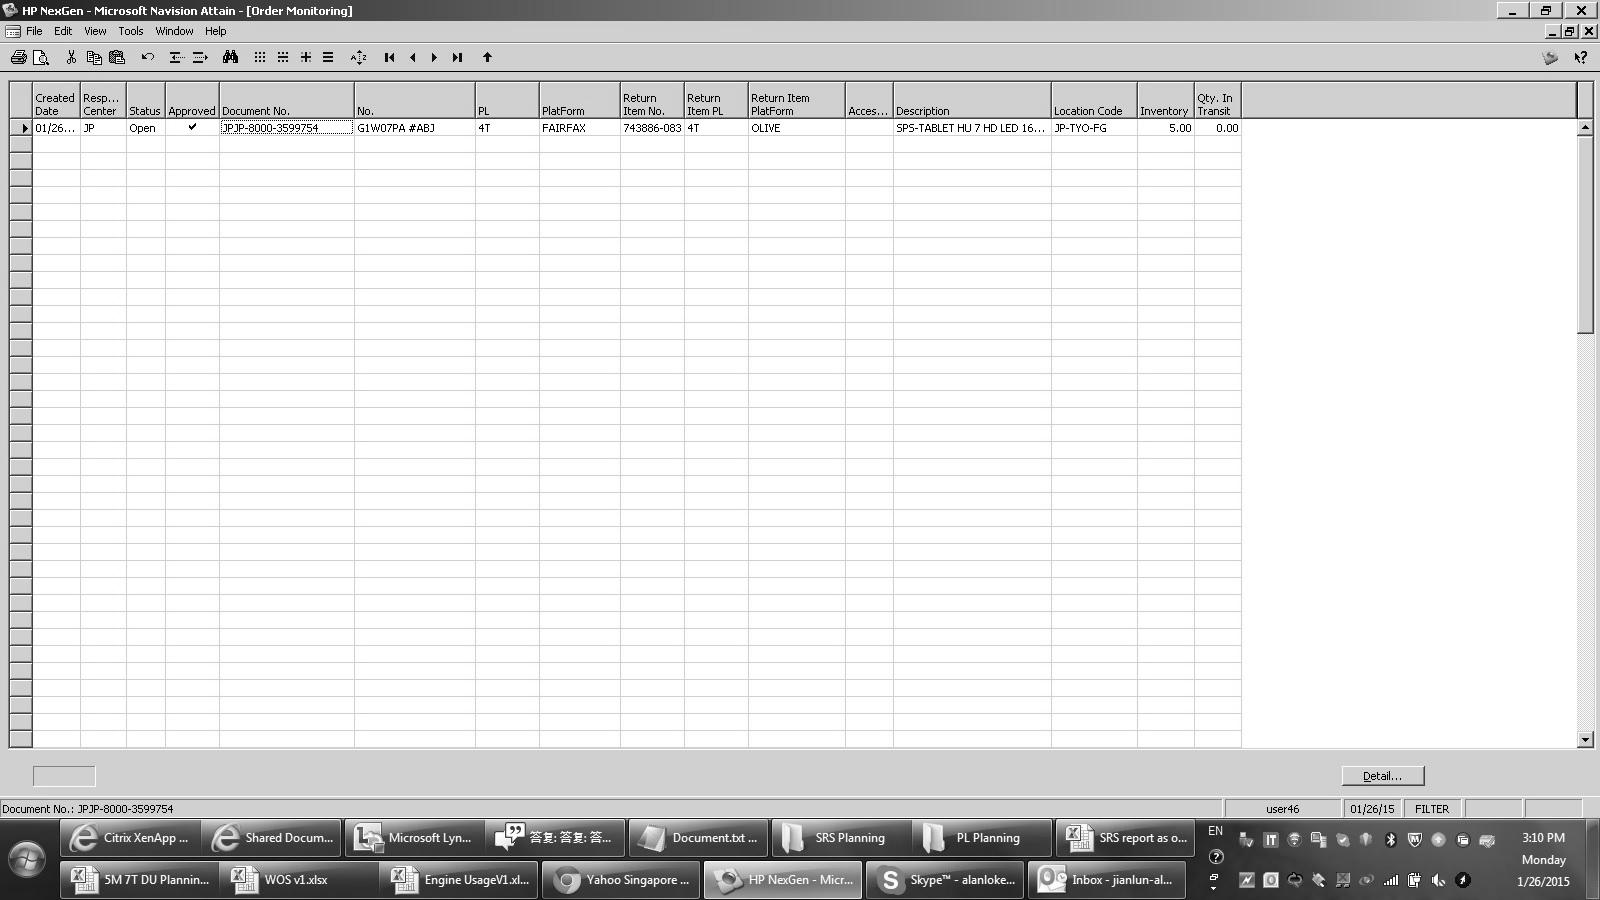 HP NexGen - Microsoft Navision Attain - [Order Monitoring]
File Edit View Tools Window Help
Created Date Resp... Center Status Approved Document No. No. PL PlatForm Return Item No. Return Item PL Return Item PlatForm Acces... Description Location Code Inventory Qty. In Transit
01/26... JP Open JPJP-8000-3599754 G1W07PA #ABJ 4T FAIRFAX 743886-083 4T OLIVE SPS-TABLET HU 7 HD LED 16... JP-TYO-FG 5.00 0.00
Detail...
Document No.: JPJP-8000-3599754 user46 01/26/15 FILTER
Citrix XenApp ... Shared Docum... Microsoft Lyn... 答复: 答复: 答... Document.txt ... SRS Planning PL Planning SRS report as o... EN 3:10 PM
Monday
5M 7T DU Plannin... WOS v1.xlsx Engine UsageV1.xl... Yahoo Singapore ... HP NexGen - Micr... Skype™ - alanloke... Inbox - jianlun-al... 1/26/2015